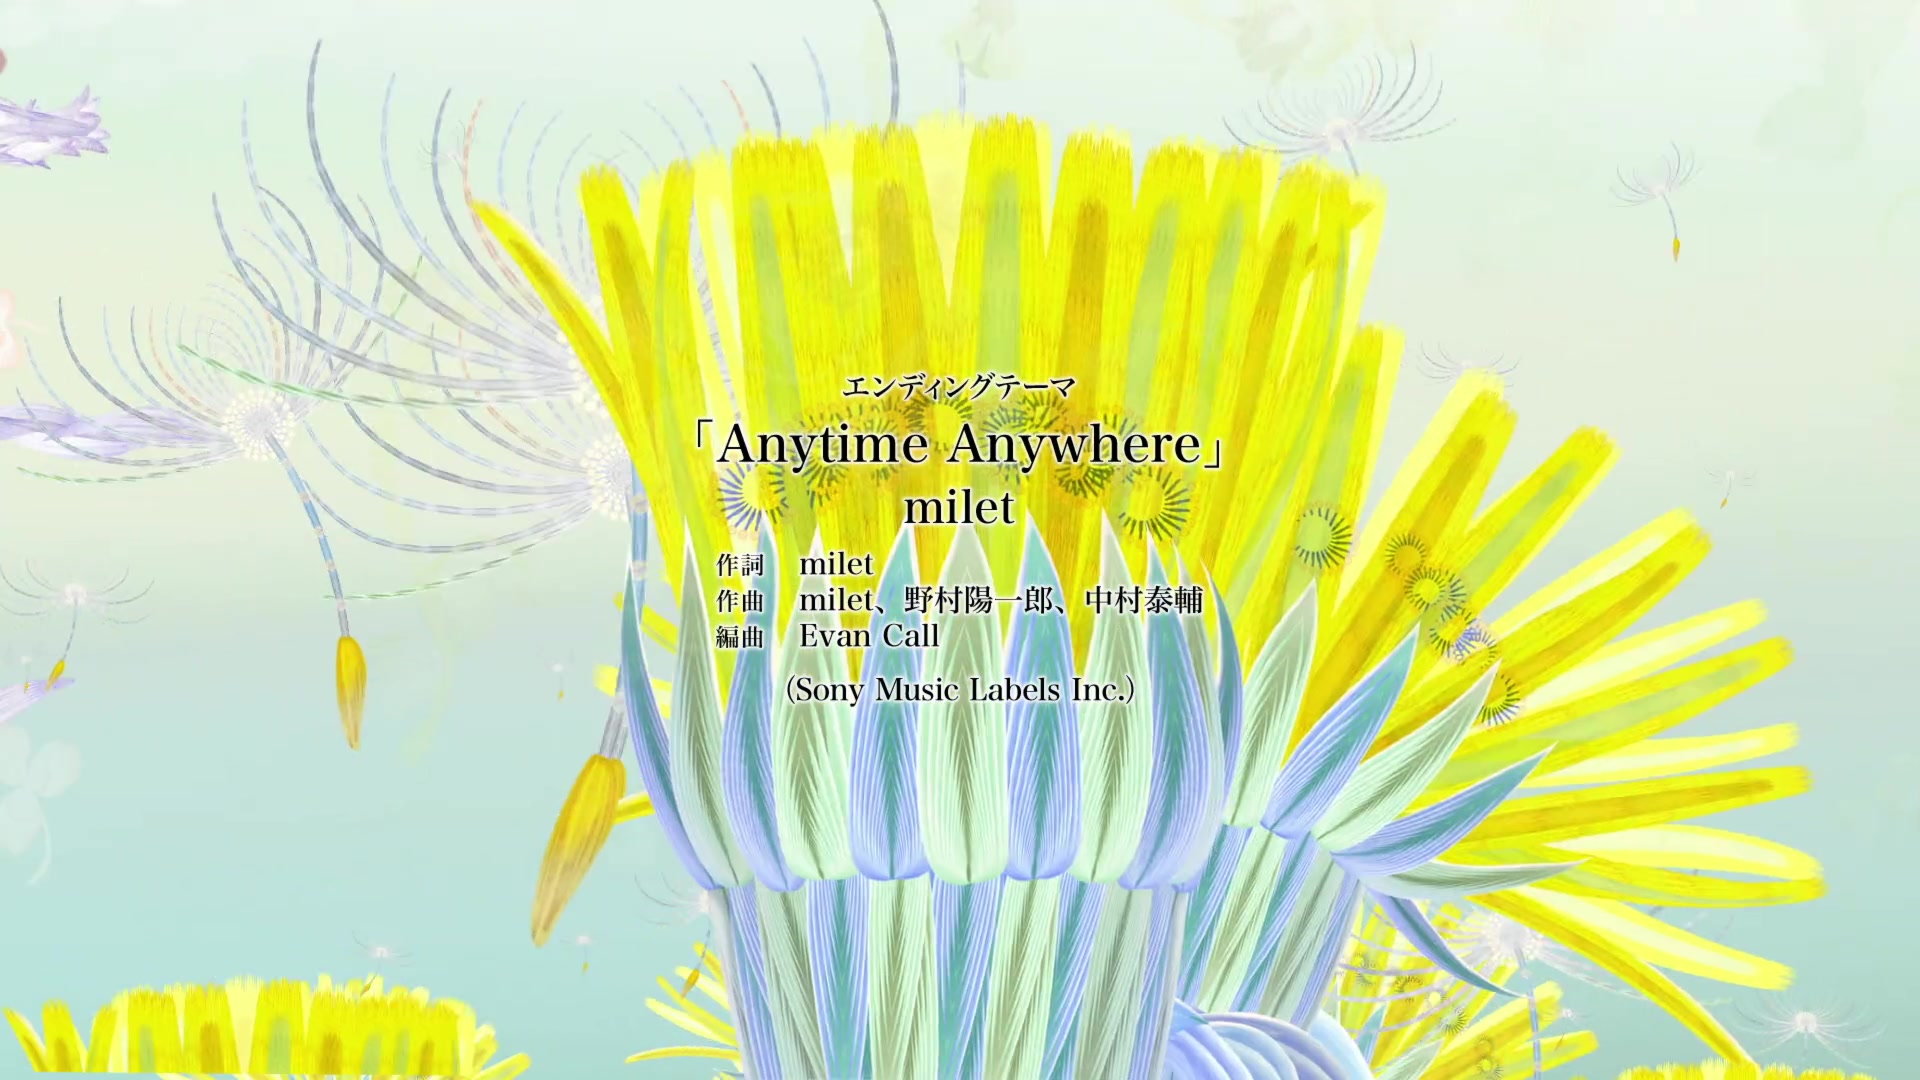 エンディングテーマ
「Anytime Anywhere」
milet
作詞 milet
作曲 milet、野村陽一郎、中村泰輔
編曲 Evan Call
(Sony Music Labels Inc.)